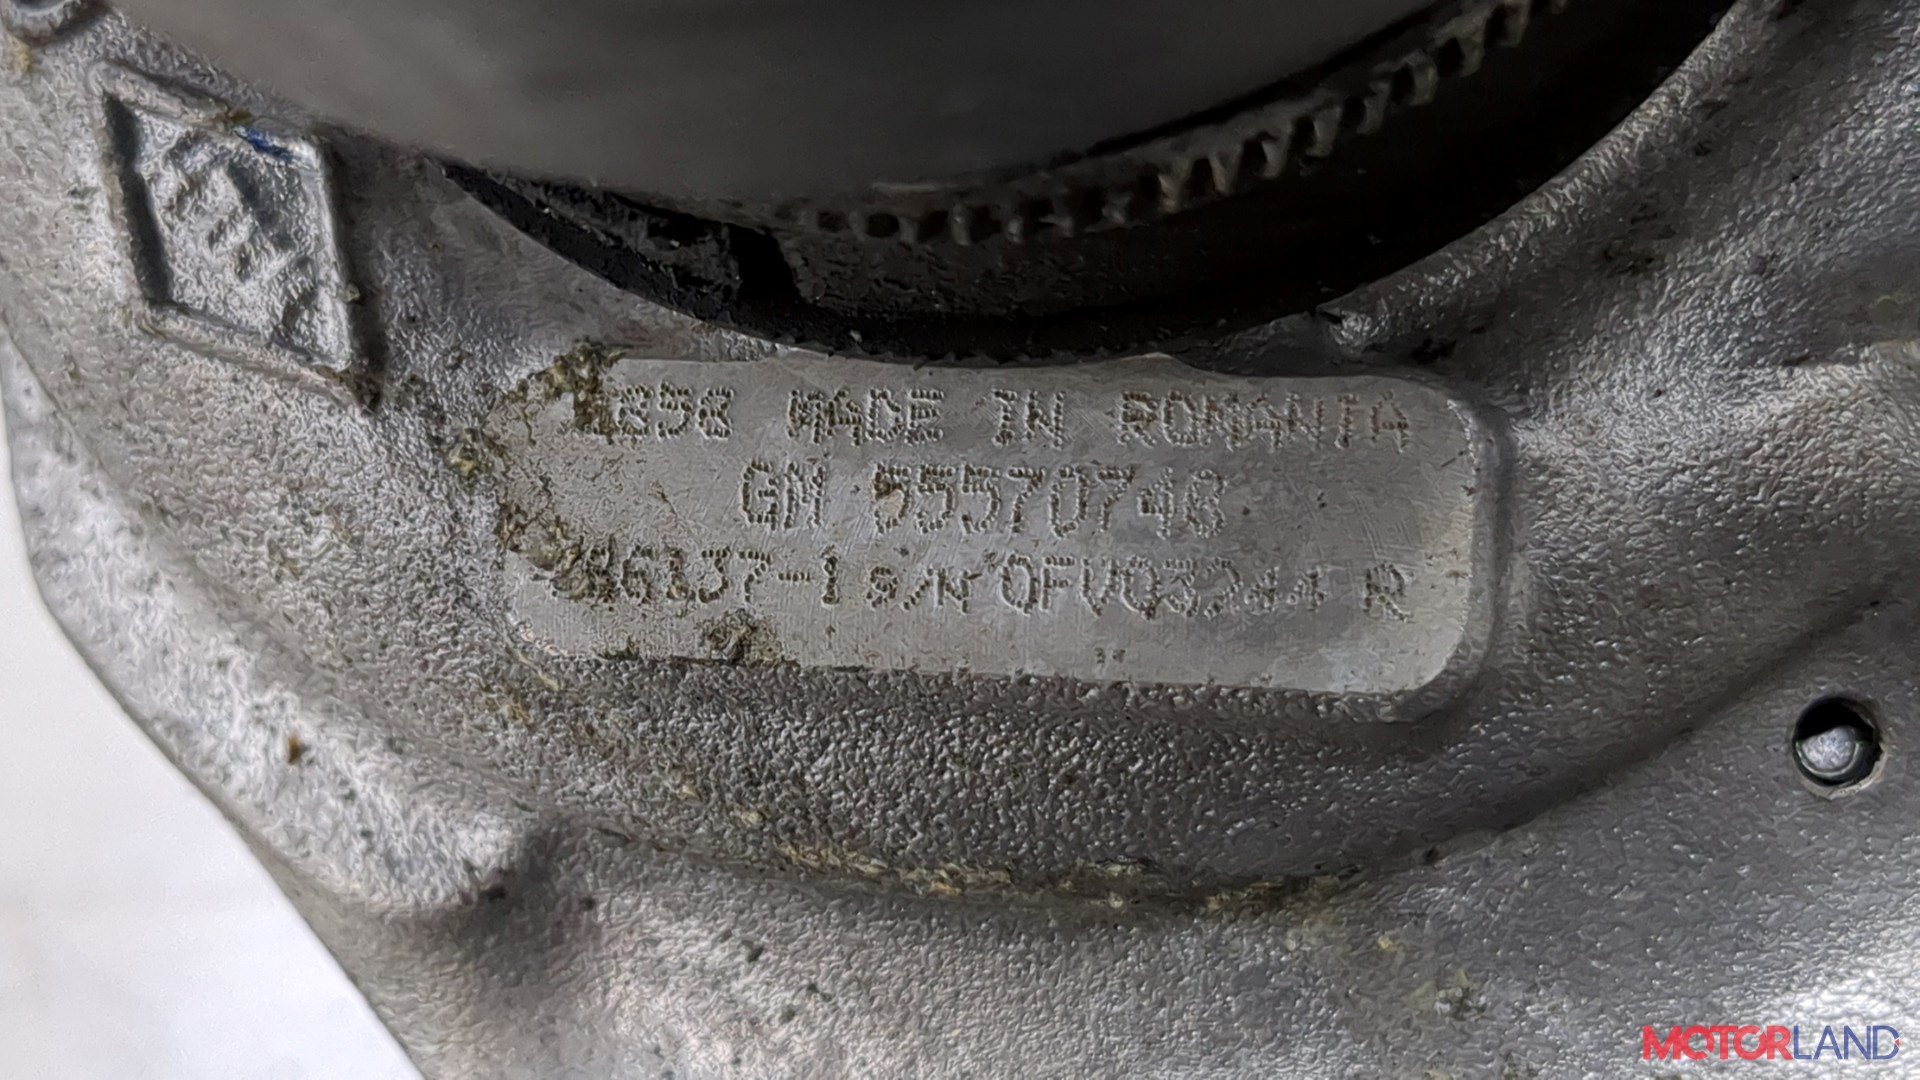 MADE IN ROMANIA
GM 55570748
S/N 0FV03244 R
MOTORLAND